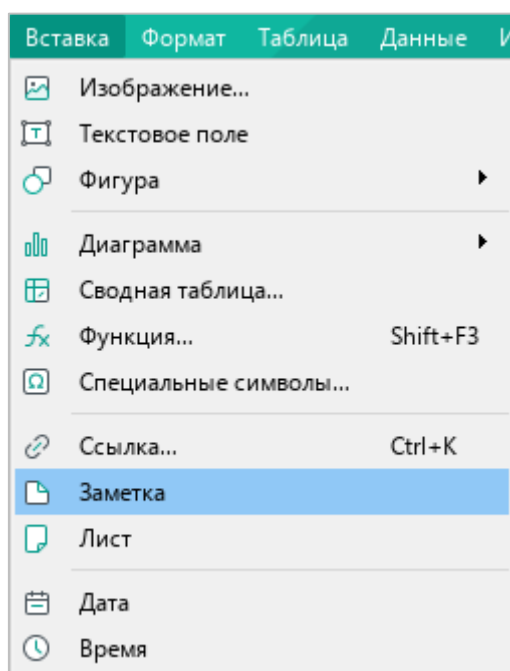 Вставка Формат Таблица Данные
Изображение...
Текстовое поле
Фигура
Диаграмма
Сводная таблица...
Функция... Shift+F3
Специальные символы...
Ссылка... Ctrl+K
Заметка
Лист
Дата
Время